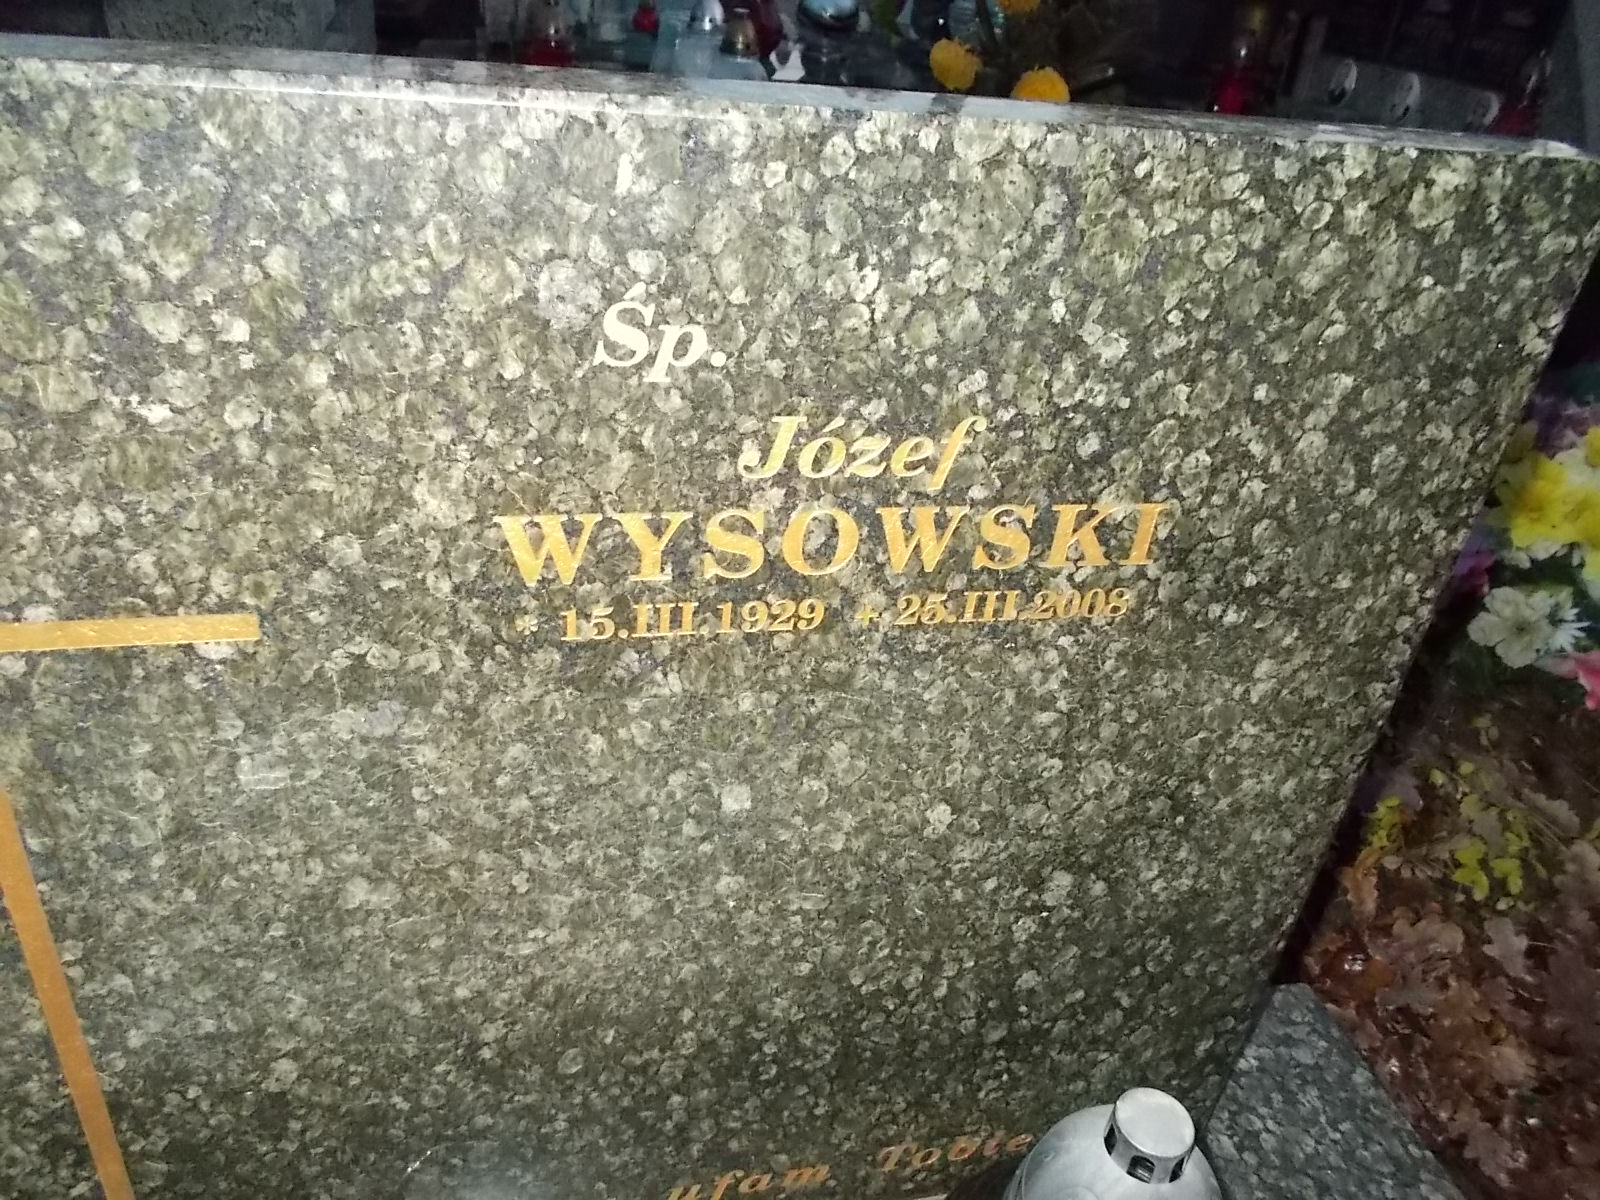 Śp.
Józef
WYSOWSKI
* 15.III.1929 + 25.III.2008
ufam Tobie